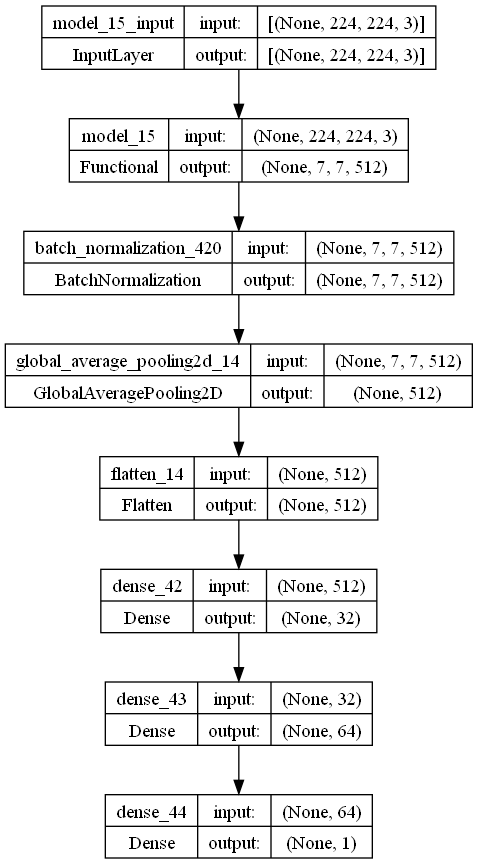 model_15_input input: [(None, 224, 224, 3)]
InputLayer output: [(None, 224, 224, 3)]
model_15 input: (None, 224, 224, 3)
Functional output: (None, 7, 7, 512)
batch_normalization_420 input: (None, 7, 7, 512)
BatchNormalization output: (None, 7, 7, 512)
global_average_pooling2d_14 input: (None, 7, 7, 512)
GlobalAveragePooling2D output: (None, 512)
flatten_14 input: (None, 512)
Flatten output: (None, 512)
dense_42 input: (None, 512)
Dense output: (None, 32)
dense_43 input: (None, 32)
Dense output: (None, 64)
dense_44 input: (None, 64)
Dense output: (None, 1)